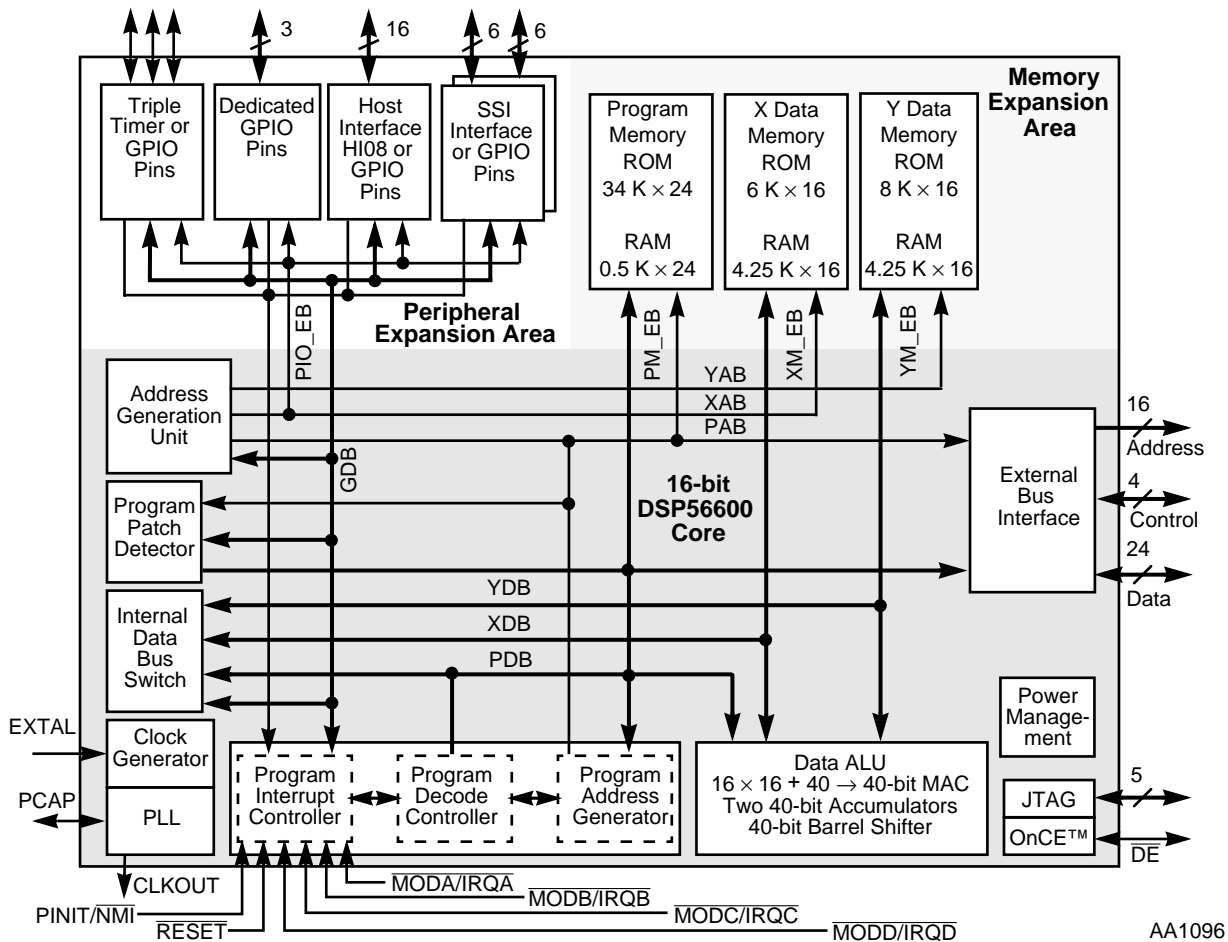 3
16
6
6
Triple
Timer or
GPIO
Pins
Dedicated
GPIO
Pins
Host
Interface
HI08 or
GPIO
Pins
SSI
Interface
or GPIO
Pins
Program
Memory
ROM
34 K × 24
RAM
0.5 K × 24
X Data
Memory
ROM
6 K × 16
RAM
4.25 K × 16
Y Data
Memory
ROM
8 K × 16
RAM
4.25 K × 16
Memory
Expansion
Area
Peripheral
Expansion Area
PIO_EB
PM_EB
XM_EB
YM_EB
GDB
Address
Generation
Unit
YAB
XAB
PAB
Program
Patch
Detector
16-bit
DSP56600
Core
External
Bus
Interface
16
Address
4
Control
24
Data
Internal
Data
Bus
Switch
YDB
XDB
PDB
EXTAL
Clock
Generator
PCAP
PLL
CLKOUT
Program
Interrupt
Controller
Program
Decode
Controller
Program
Address
Generator
Data ALU
16 × 16 + 40 → 40-bit MAC
Two 40-bit Accumulators
40-bit Barrel Shifter
Power
Manage-
ment
JTAG
OnCE™
5
DE
PINIT/NMI
RESET
MODA/IRQA
MODB/IRQB
MODC/IRQC
MODD/IRQD
AA1096